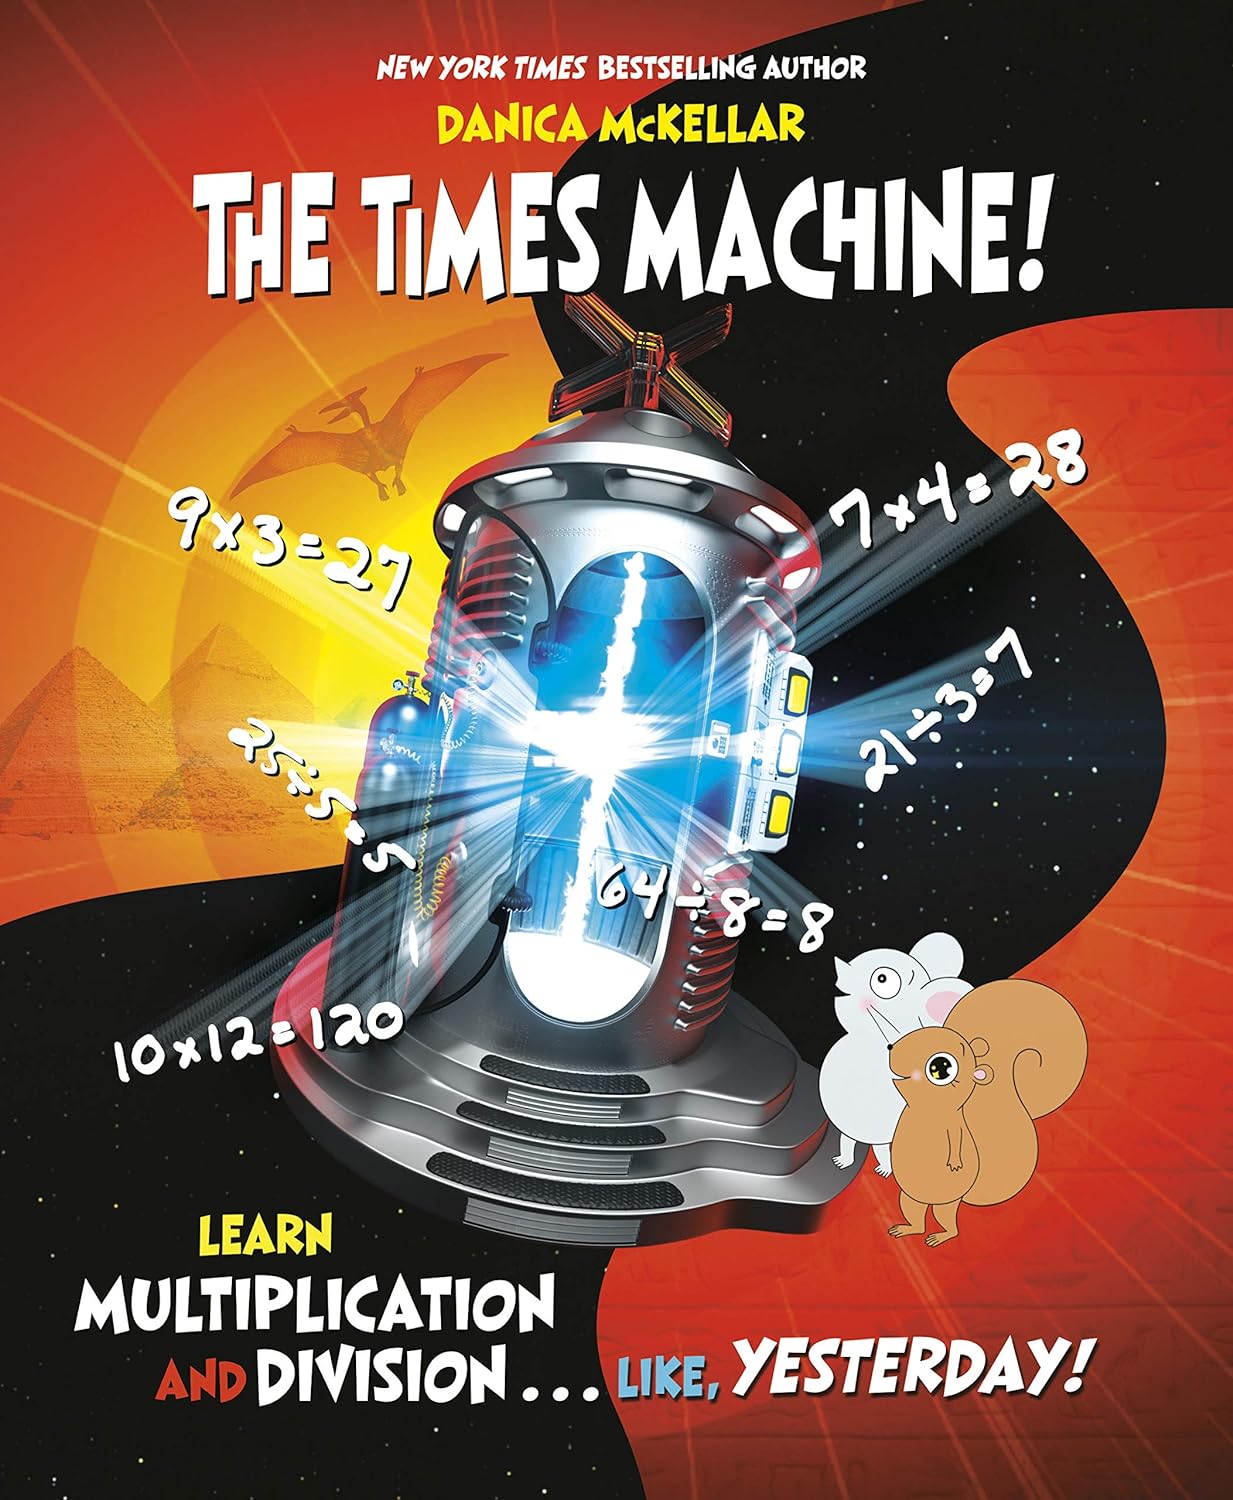 NEW YORK TIMES BESTSELLING AUTHOR
DANICA McKELLAR
THE TIMES MACHINE!
9x3=27
7x4=28
25÷5=5
21÷3=7
64÷8=8
10x12=120
LEARN
MULTIPLICATION
AND DIVISION... LIKE, YESTERDAY!